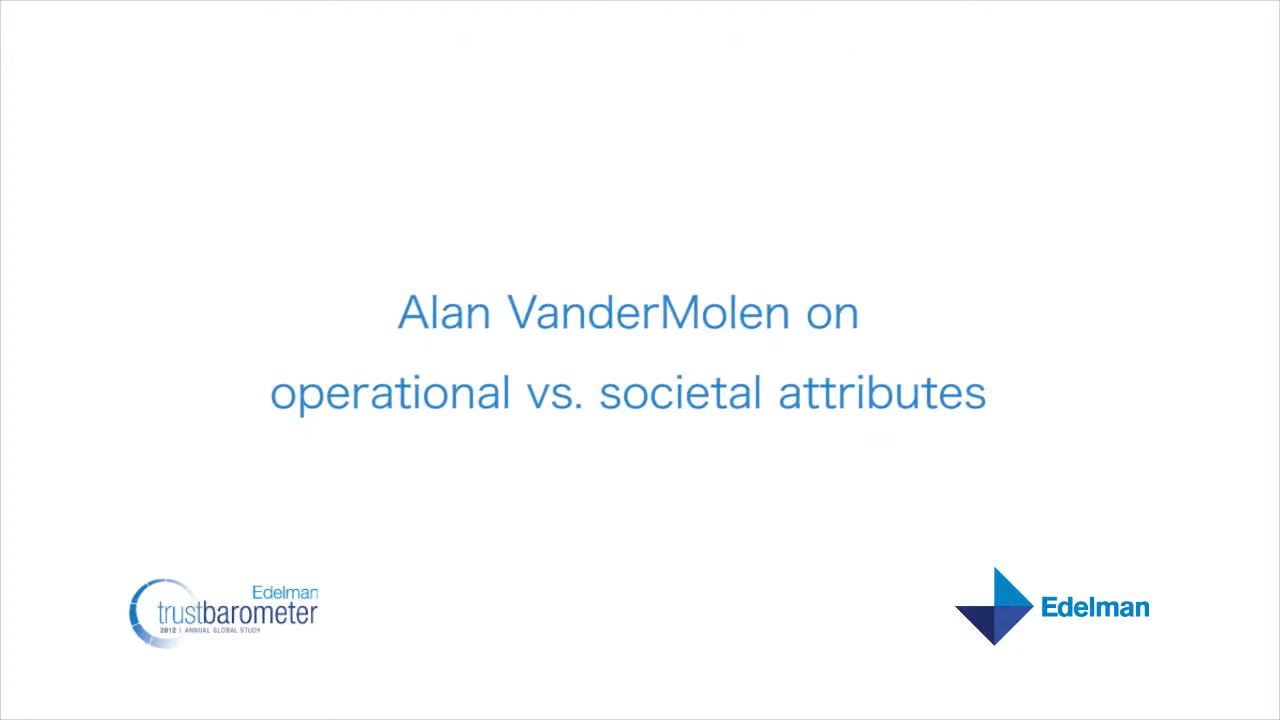 Alan VanderMolen on
operational vs. societal attributes
Edelman
trustbarometer
2012 | ANNUAL GLOBAL STUDY
Edelman